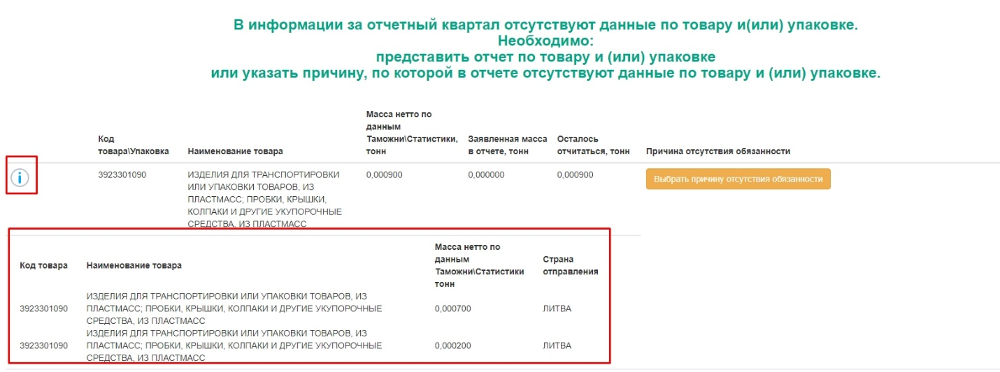 В информации за отчетный квартал отсутствуют данные по товару и(или) упаковке.
Необходимо:
представить отчет по товару и (или) упаковке
или указать причину, по которой в отчете отсутствуют данные по товару и (или) упаковке.
Код товара\Упаковка
Наименование товара
Масса нетто по данным Таможни\Статистики, тонн
Заявленная масса в отчете, тонн
Осталось отчитаться, тонн
Причина отсутствия обязанности
i
3923301090
ИЗДЕЛИЯ ДЛЯ ТРАНСПОРТИРОВКИ
ИЛИ УПАКОВКИ ТОВАРОВ, ИЗ
ПЛАСТМАСС; ПРОБКИ, КРЫШКИ,
КОЛПАКИ И ДРУГИЕ УКУПОРОЧНЫЕ
СРЕДСТВА, ИЗ ПЛАСТМАСС
0,000900
0,000000
0,000900
Выбрать причину отсутствия обязанности
Код товара
Наименование товара
Масса нетто по
данным
Таможни\Статистики
тонн
Страна
отправления
3923301090
ИЗДЕЛИЯ ДЛЯ ТРАНСПОРТИРОВКИ ИЛИ УПАКОВКИ ТОВАРОВ, ИЗ
ПЛАСТМАСС; ПРОБКИ, КРЫШКИ, КОЛПАКИ И ДРУГИЕ УКУПОРОЧНЫЕ
СРЕДСТВА, ИЗ ПЛАСТМАСС
0,000700
ЛИТВА
3923301090
ИЗДЕЛИЯ ДЛЯ ТРАНСПОРТИРОВКИ ИЛИ УПАКОВКИ ТОВАРОВ, ИЗ
ПЛАСТМАСС; ПРОБКИ, КРЫШКИ, КОЛПАКИ И ДРУГИЕ УКУПОРОЧНЫЕ
СРЕДСТВА, ИЗ ПЛАСТМАСС
0,000200
ЛИТВА